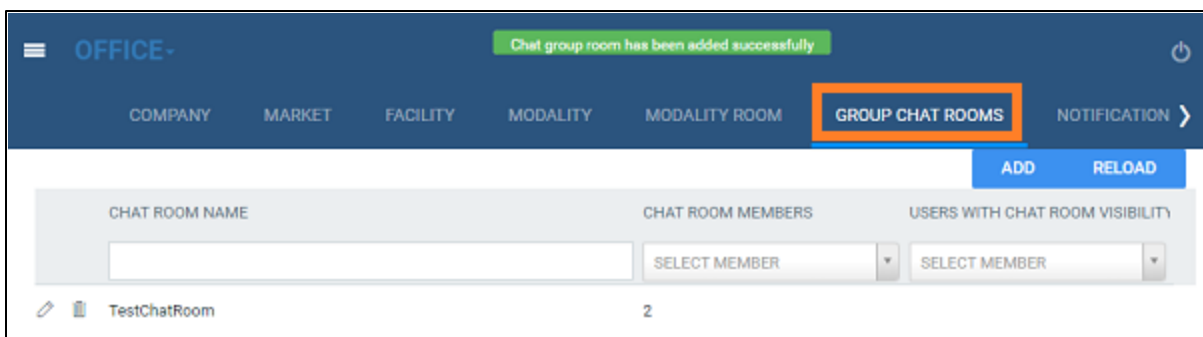 OFFICE
Chat group room has been added successfully
COMPANY MARKET FACILITY MODALITY MODALITY ROOM GROUP CHAT ROOMS NOTIFICATION
ADD RELOAD
CHAT ROOM NAME CHAT ROOM MEMBERS USERS WITH CHAT ROOM VISIBILITY
SELECT MEMBER SELECT MEMBER
TestChatRoom 2